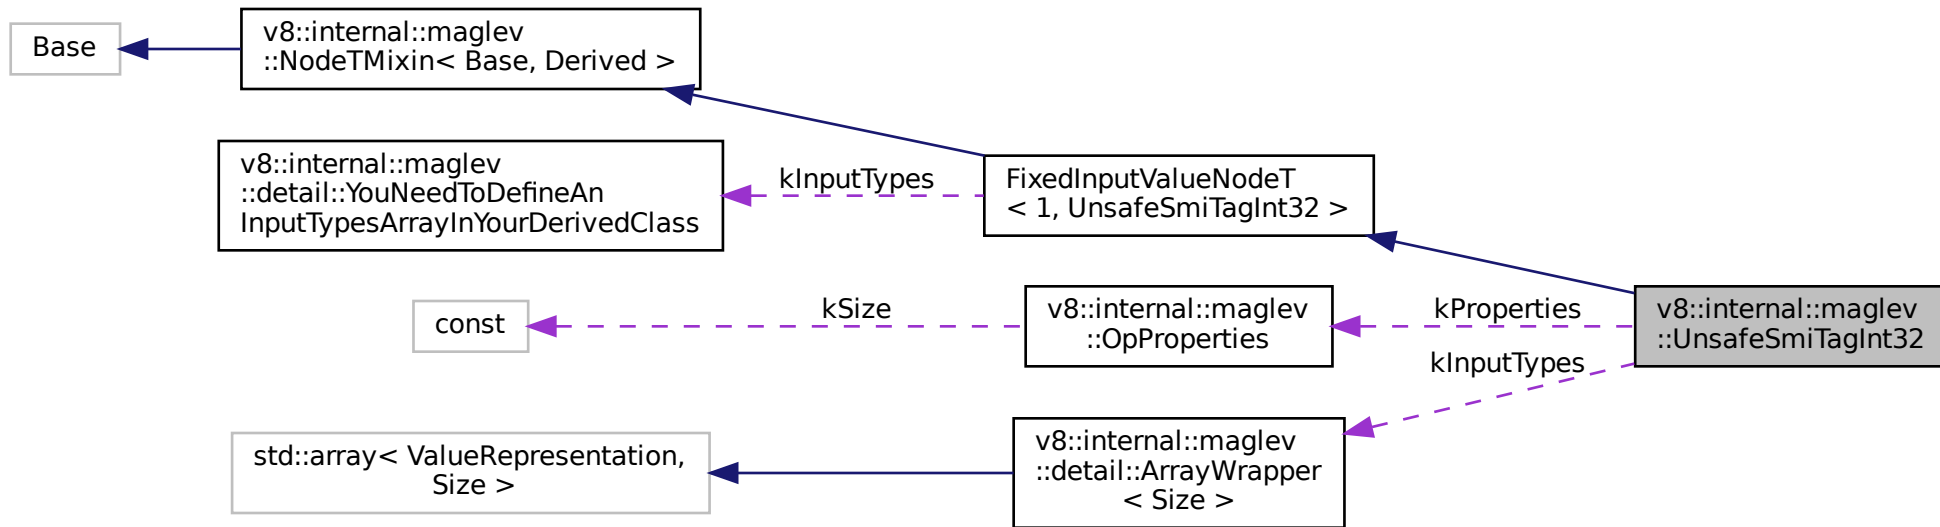 Base
v8::internal::maglev
::NodeTMixin< Base, Derived >
v8::internal::maglev
::detail::YouNeedToDefineAn
InputTypesArrayInYourDerivedClass
kInputTypes
FixedInputValueNodeT
< 1, UnsafeSmiTagInt32 >
const
kSize
v8::internal::maglev
::OpProperties
kProperties
v8::internal::maglev
::UnsafeSmiTagInt32
kInputTypes
std::array< ValueRepresentation,
Size >
v8::internal::maglev
::detail::ArrayWrapper
< Size >